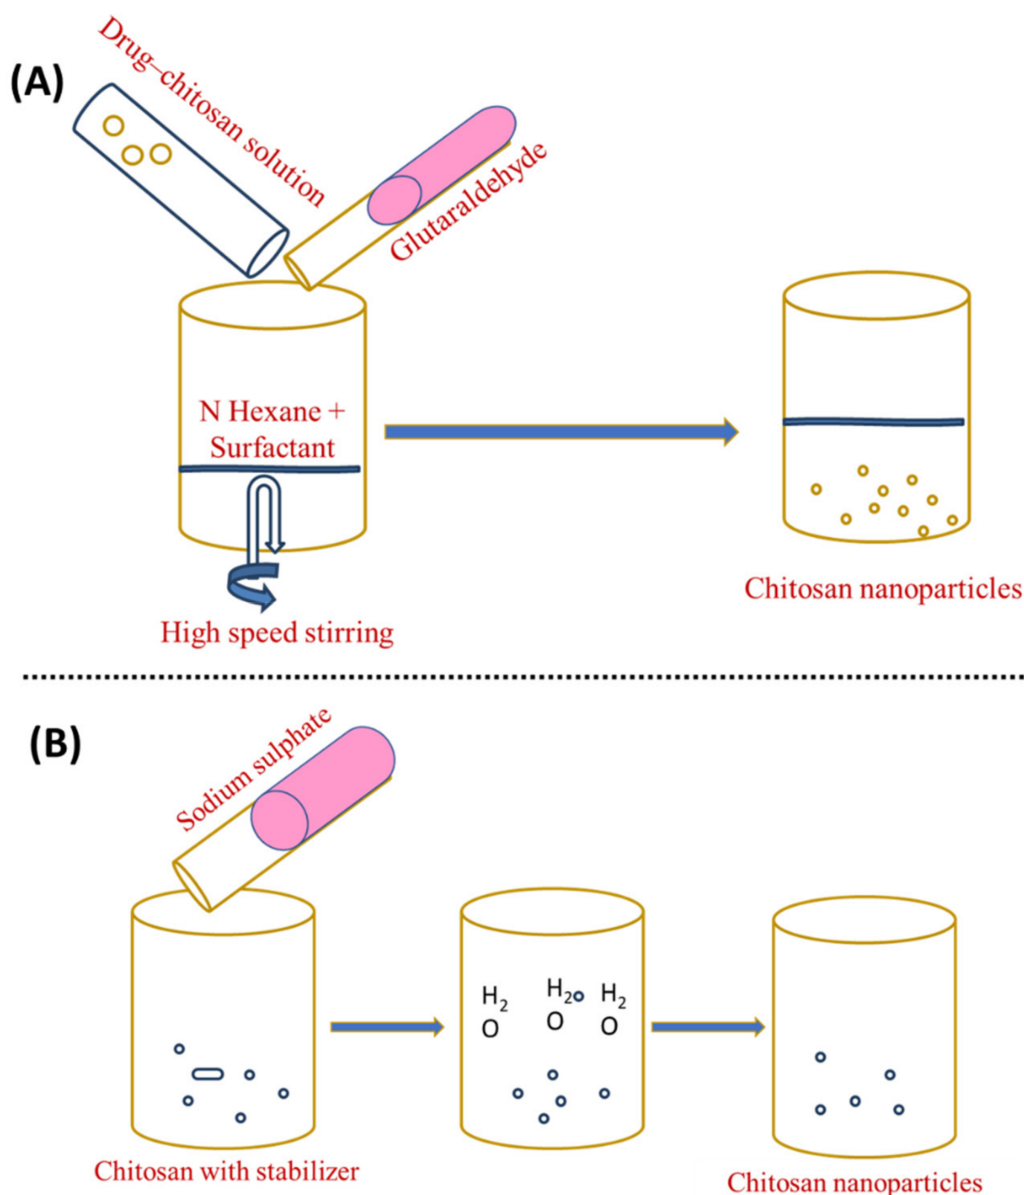 (A)
Drug–chitosan solution
Glutaraldehyde
N Hexane +
Surfactant
High speed stirring
Chitosan nanoparticles
(B)
Sodium sulphate
H2 H2 H2
O O O
Chitosan with stabilizer
Chitosan nanoparticles